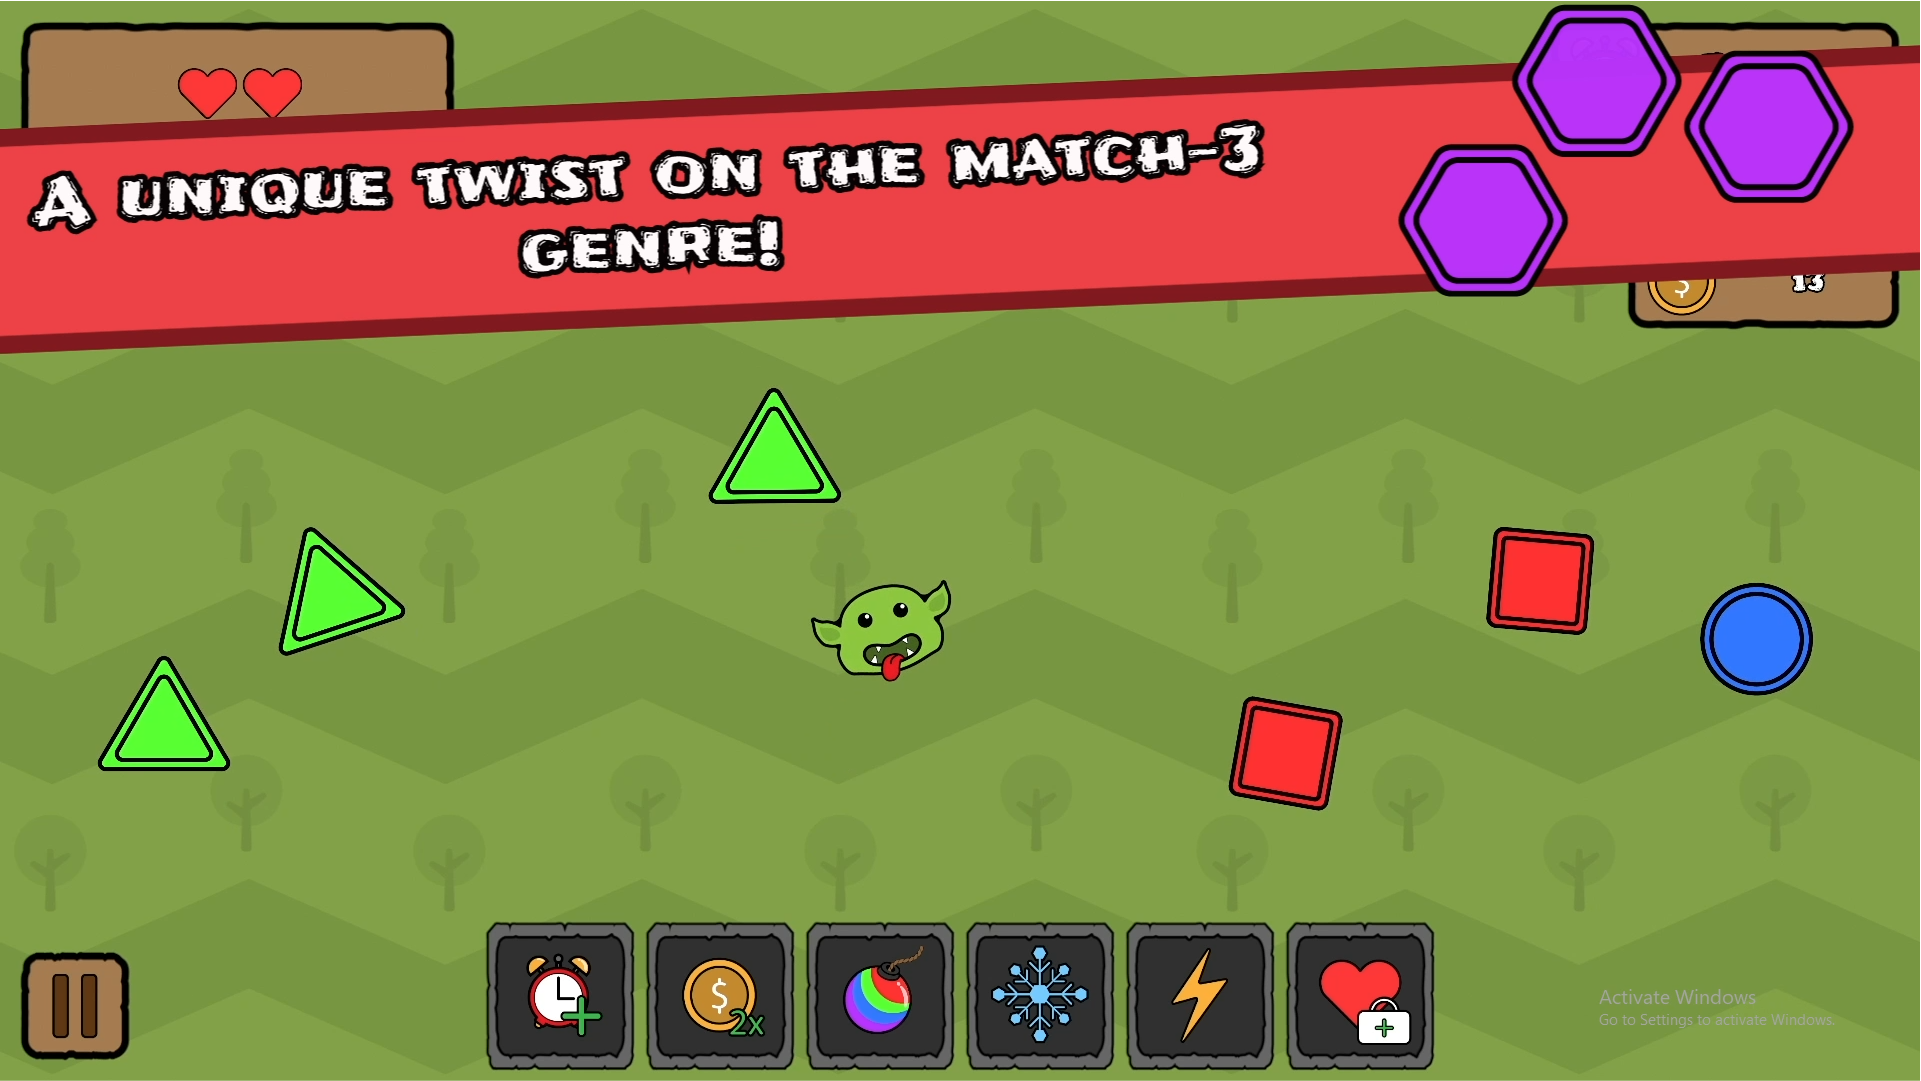 A UNIQUE TWIST ON THE MATCH-3
GENRE!
$ 13
$ 2x
Activate Windows
Go to Settings to activate Windows.